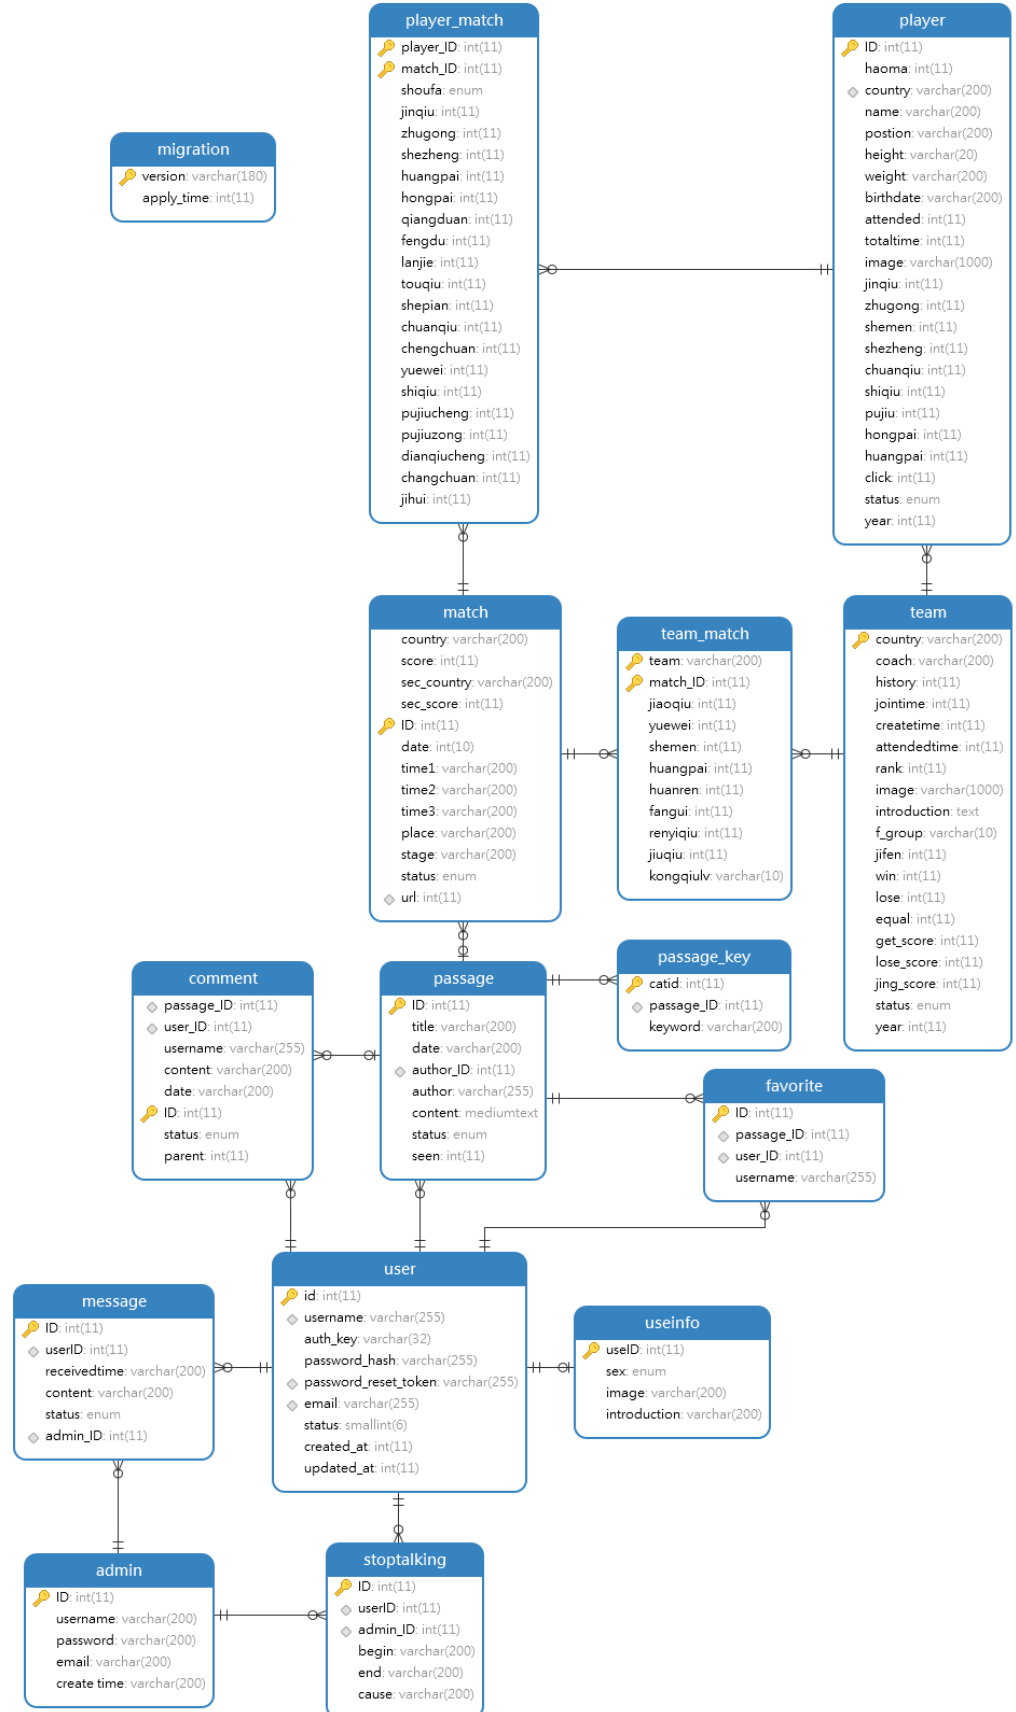 player_match
player_ID: int(11)
match_ID: int(11)
shoufa: enum
jinqiu: int(11)
zhugong: int(11)
shezheng: int(11)
huangpai: int(11)
hongpai: int(11)
qiangduan: int(11)
fengdu: int(11)
lanjie: int(11)
touqiu: int(11)
shepian: int(11)
chuanqiu: int(11)
chengchuan: int(11)
yuewei: int(11)
shiqiu: int(11)
pujiucheng: int(11)
pujiuzong: int(11)
dianqiucheng: int(11)
changchuan: int(11)
jihui: int(11)
player
ID: int(11)
haoma: int(11)
country: varchar(200)
name: varchar(200)
postion: varchar(200)
height: varchar(20)
weight: varchar(200)
birthdate: varchar(200)
attended: int(11)
totaltime: int(11)
image: varchar(1000)
jinqiu: int(11)
zhugong: int(11)
shemen: int(11)
shezheng: int(11)
chuanqiu: int(11)
shiqiu: int(11)
pujiu: int(11)
hongpai: int(11)
huangpai: int(11)
click: int(11)
status: enum
year: int(11)
migration
version: varchar(180)
apply_time: int(11)
match
country: varchar(200)
score: int(11)
sec_country: varchar(200)
sec_score: int(11)
ID: int(11)
date: int(10)
time1: varchar(200)
time2: varchar(200)
time3: varchar(200)
place: varchar(200)
stage: varchar(200)
status: enum
url: int(11)
team_match
team: varchar(200)
match_ID: int(11)
jiaoqiu: int(11)
yuewei: int(11)
shemen: int(11)
huangpai: int(11)
huanren: int(11)
fangui: int(11)
renyiqiu: int(11)
jiuqiu: int(11)
kongqiulv: varchar(10)
team
country: varchar(200)
coach: varchar(200)
history: int(11)
jointime: int(11)
createtime: int(11)
attendedtime: int(11)
rank: int(11)
image: varchar(1000)
introduction: text
f_group: varchar(10)
jifen: int(11)
win: int(11)
lose: int(11)
equal: int(11)
get_score: int(11)
lose_score: int(11)
jing_score: int(11)
status: enum
year: int(11)
comment
passage_ID: int(11)
user_ID: int(11)
username: varchar(255)
content: varchar(200)
date: varchar(200)
ID: int(11)
status: enum
parent: int(11)
passage
ID: int(11)
title: varchar(200)
date: varchar(200)
author_ID: int(11)
author: varchar(255)
content: mediumtext
status: enum
seen: int(11)
passage_key
catid: int(11)
passage_ID: int(11)
keyword: varchar(200)
favorite
ID: int(11)
passage_ID: int(11)
user_ID: int(11)
username: varchar(255)
message
ID: int(11)
userID: int(11)
receivedtime: varchar(200)
content: varchar(200)
status: enum
admin_ID: int(11)
user
id: int(11)
username: varchar(255)
auth_key: varchar(32)
password_hash: varchar(255)
password_reset_token: varchar(255)
email: varchar(255)
status: smallint(6)
created_at: int(11)
updated_at: int(11)
useinfo
useID: int(11)
sex: enum
image: varchar(200)
introduction: varchar(200)
admin
ID: int(11)
username: varchar(200)
password: varchar(200)
email: varchar(200)
create time: varchar(200)
stoptalking
ID: int(11)
userID: int(11)
admin_ID: int(11)
begin: varchar(200)
end: varchar(200)
cause: varchar(200)